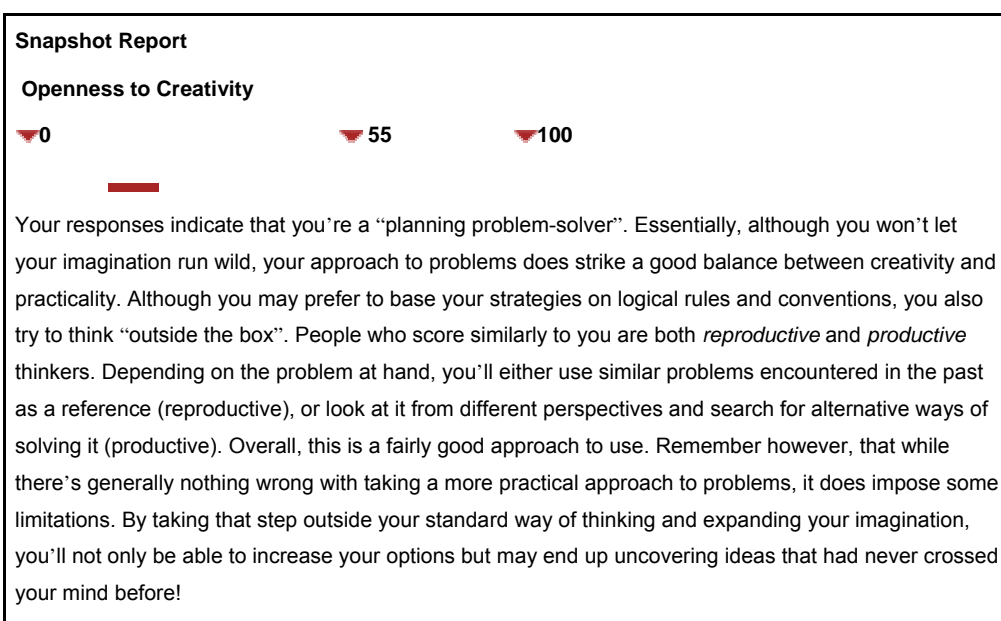 Snapshot Report
Openness to Creativity
0 55 100
Your responses indicate that you’re a “planning problem-solver”. Essentially, although you won’t let
your imagination run wild, your approach to problems does strike a good balance between creativity and
practicality. Although you may prefer to base your strategies on logical rules and conventions, you also
try to think “outside the box”. People who score similarly to you are both reproductive and productive
thinkers. Depending on the problem at hand, you’ll either use similar problems encountered in the past
as a reference (reproductive), or look at it from different perspectives and search for alternative ways of
solving it (productive). Overall, this is a fairly good approach to use. Remember however, that while
there’s generally nothing wrong with taking a more practical approach to problems, it does impose some
limitations. By taking that step outside your standard way of thinking and expanding your imagination,
you’ll not only be able to increase your options but may end up uncovering ideas that had never crossed
your mind before!